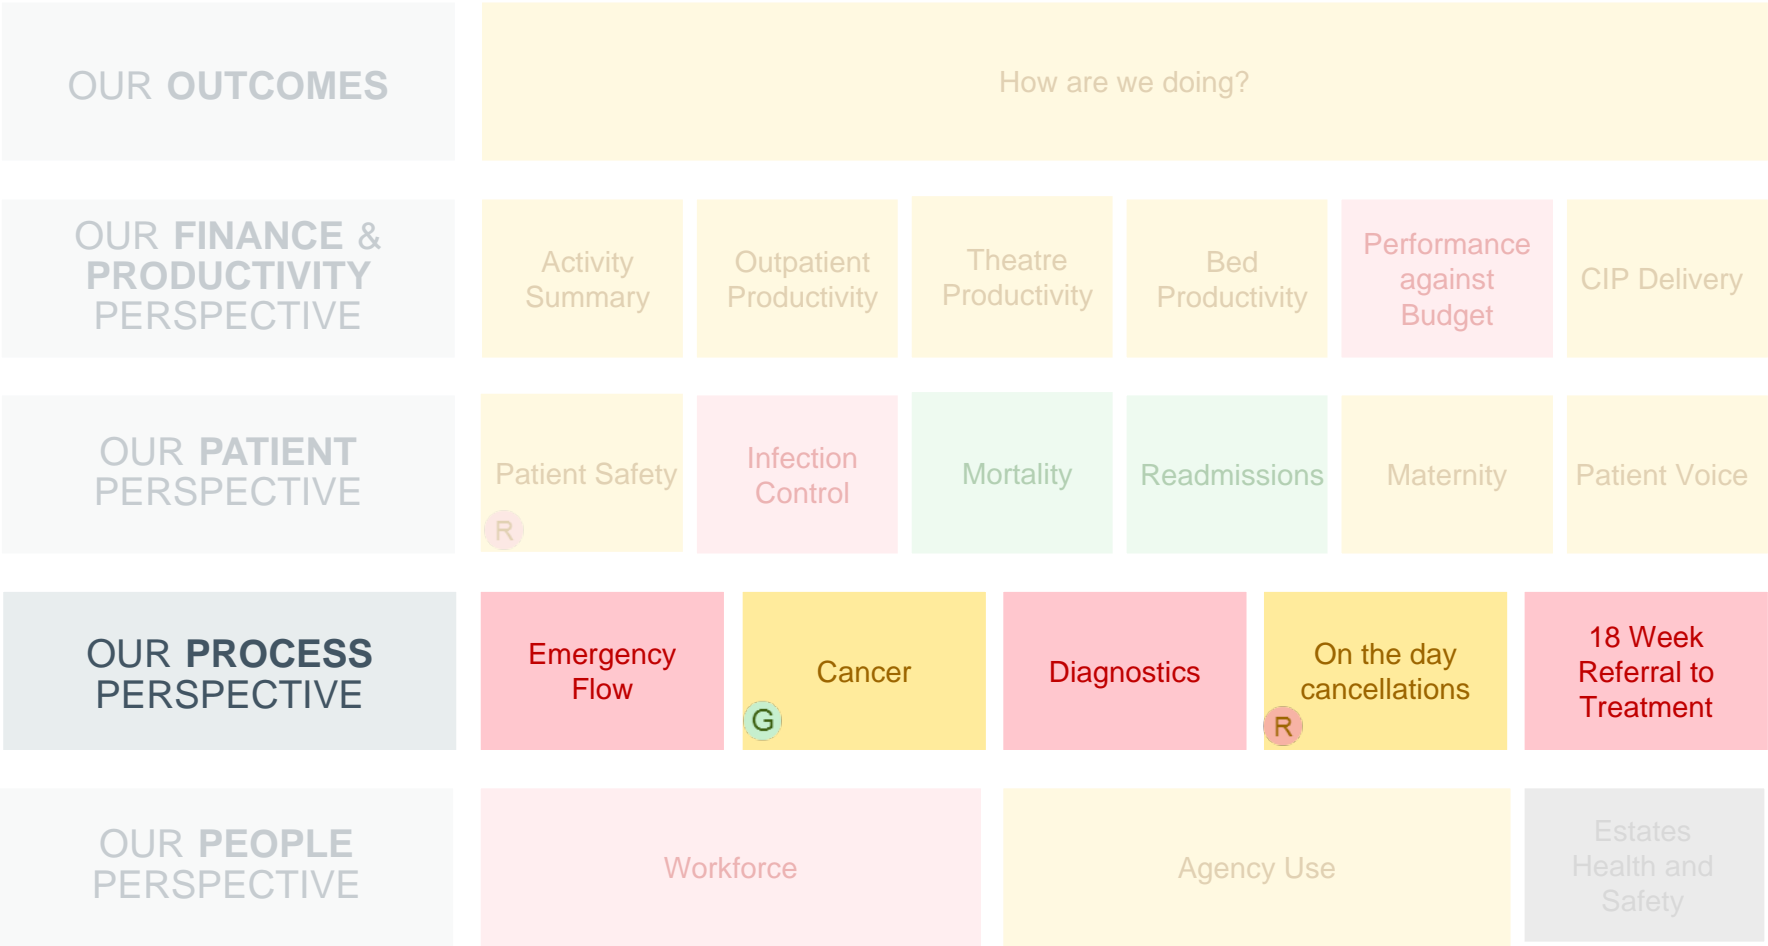 OUR OUTCOMES
How are we doing?
OUR FINANCE &
PRODUCTIVITY
PERSPECTIVE
Activity
Summary
Outpatient
Productivity
Theatre
Productivity
Bed
Productivity
Performance
against
Budget
CIP Delivery
OUR PATIENT
PERSPECTIVE
Patient Safety
R
Infection
Control
Mortality
Readmissions
Maternity
Patient Voice
OUR PROCESS
PERSPECTIVE
Emergency
Flow
Cancer
G
Diagnostics
On the day
cancellations
R
18 Week
Referral to
Treatment
OUR PEOPLE
PERSPECTIVE
Workforce
Agency Use
Estates
Health and
Safety